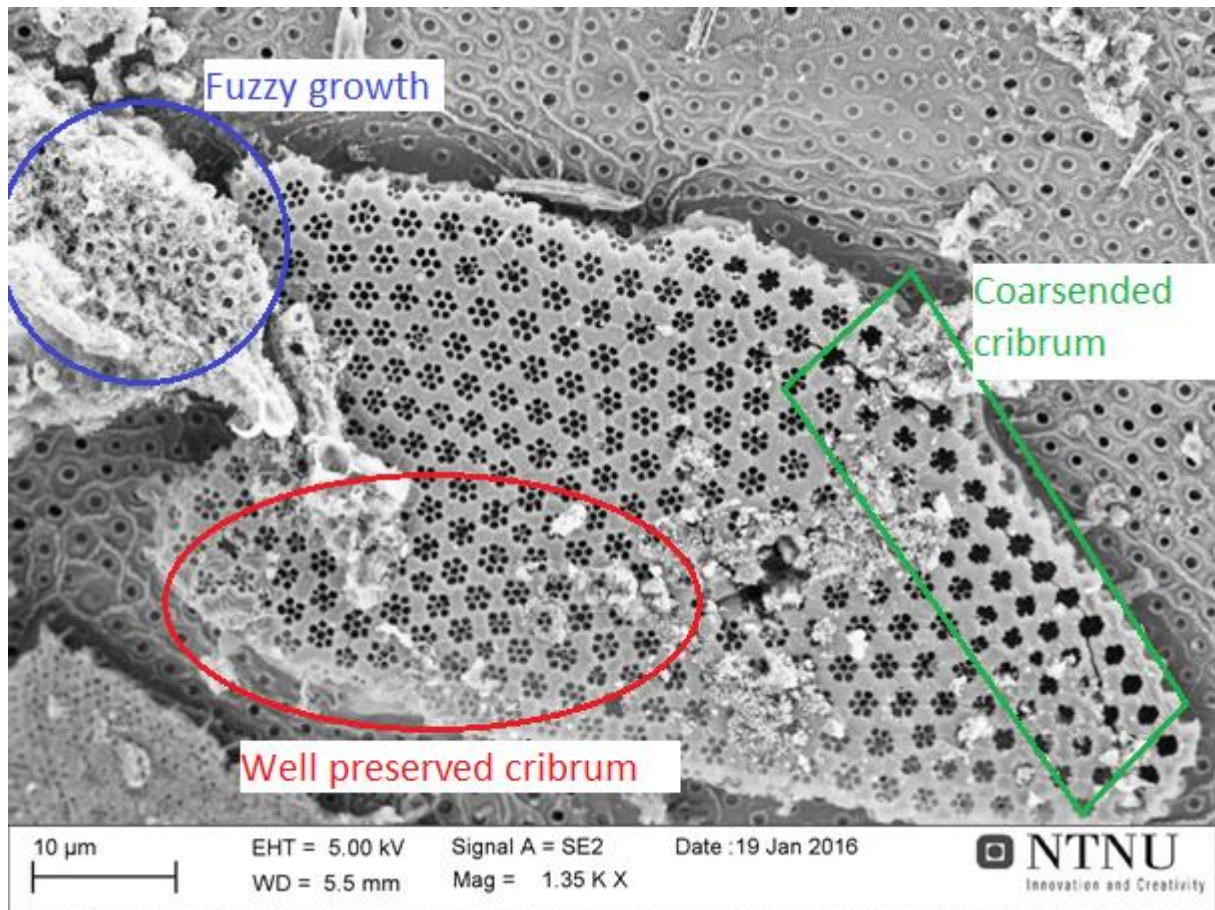 Fuzzy growth
Coarsended
cribrum
Well preserved cribrum
10 µm
EHT = 5.00 kV
WD = 5.5 mm
Signal A = SE2
Mag = 1.35 K X
Date :19 Jan 2016
NTNU
Innovation and Creativity